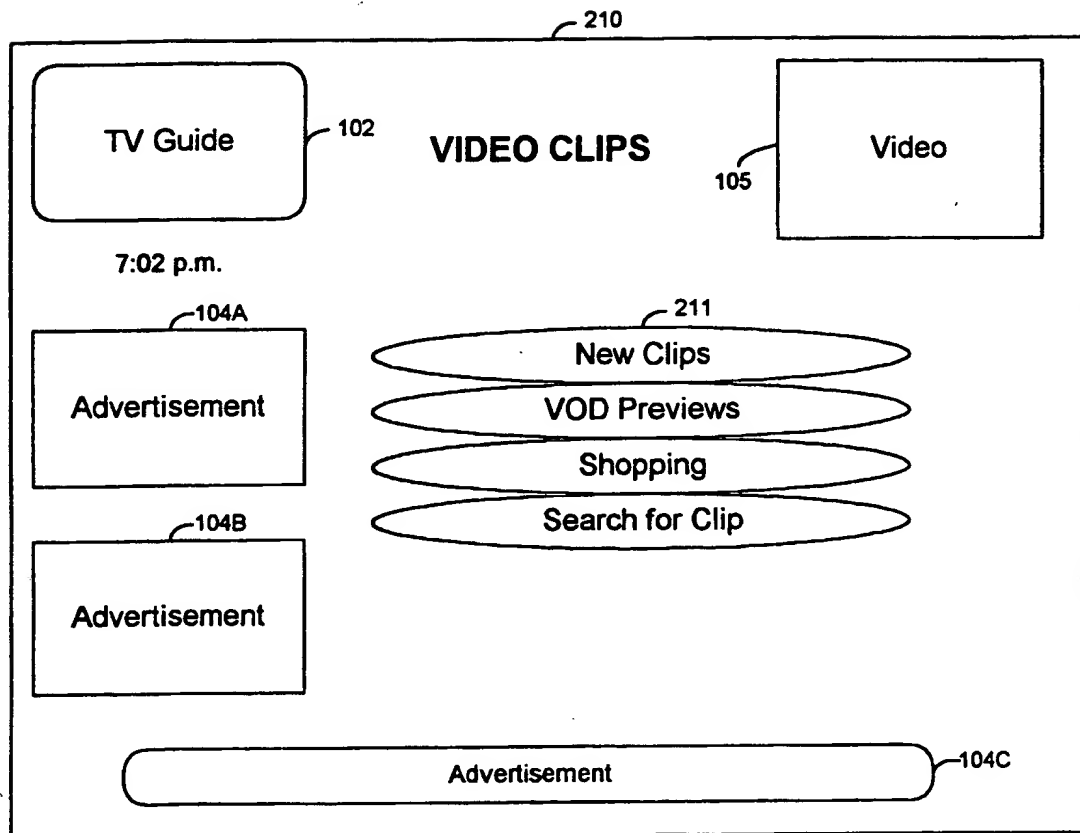 210
TV Guide
102
VIDEO CLIPS
105
Video
7:02 p.m.
104A
Advertisement
211
New Clips
VOD Previews
Shopping
Search for Clip
104B
Advertisement
Advertisement
104C